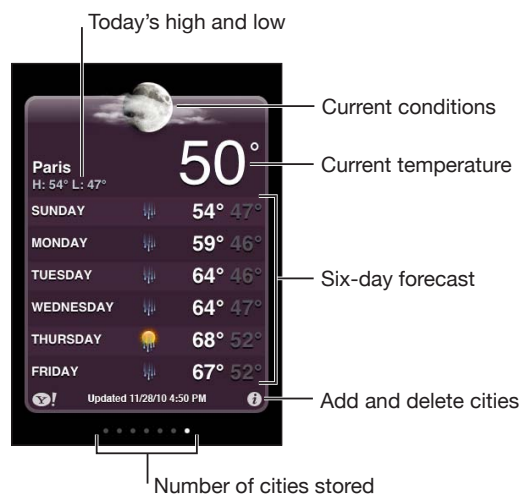 Today's high and low
Current conditions
50°
Current temperature
Paris
H: 54° L: 47°
SUNDAY 54° 47°
MONDAY 59° 46°
TUESDAY 64° 46°
Six-day forecast
WEDNESDAY 64° 47°
THURSDAY 68° 52°
FRIDAY 67° 52°
Y! Updated 11/28/10 4:50 PM i
Add and delete cities
Number of cities stored